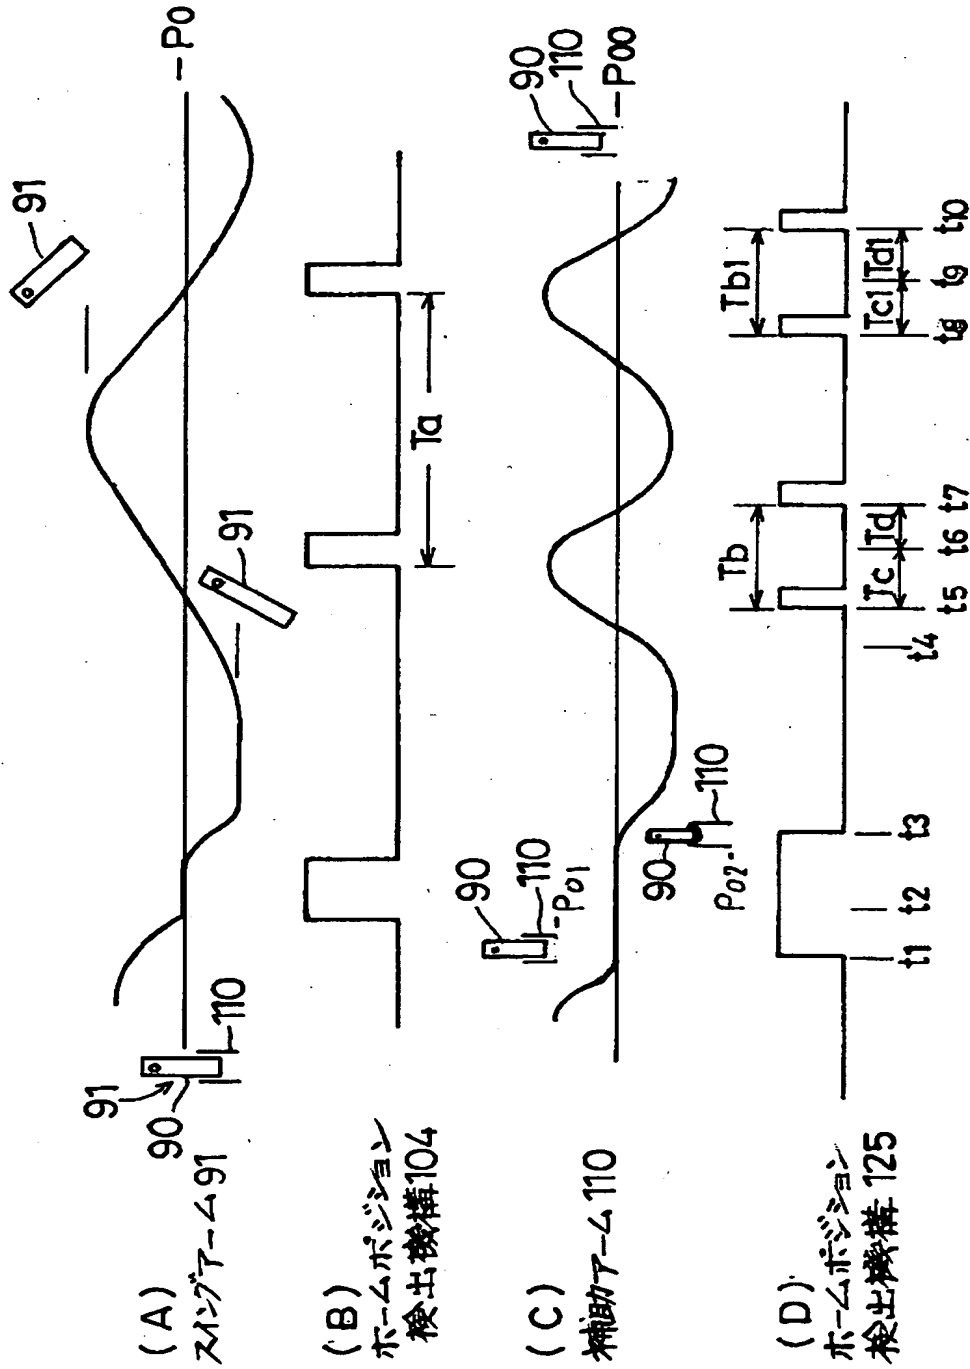 (A)
スイングアーム91
91
90
110
91
91
-Po
(B)
ホームポジション
検出機構104
Ta
(C)
補助アーム110
90
110
-Po1
90
110
Po2-
90
110
-Poo
(D)
ホームポジション
検出機構125
Tb
Tc
Td
Tb1
Tc1
Td1
t1
t2
t3
t4
t5
t6
t7
t8
t9
t10